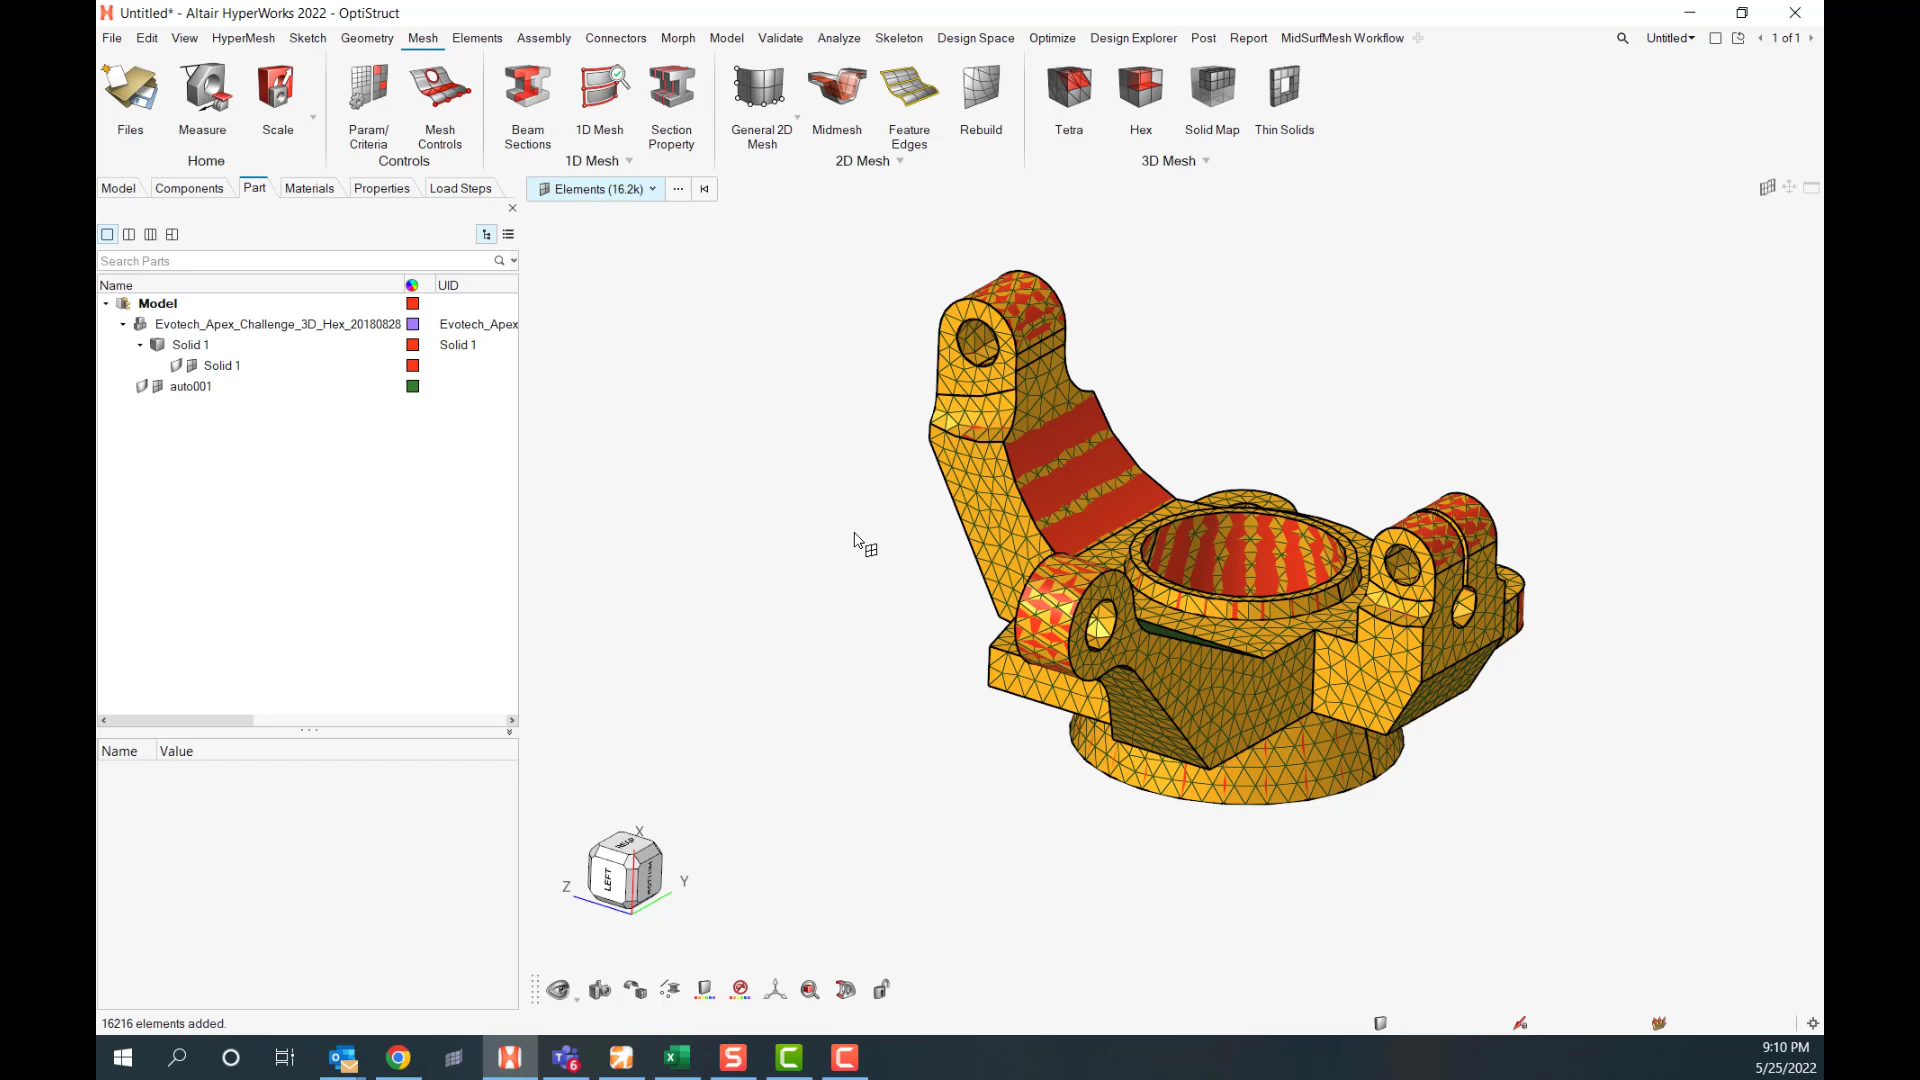 Untitled* - Altair HyperWorks 2022 - OptiStruct
File Edit View HyperMesh Sketch Geometry Mesh Elements Assembly Connectors Morph Model Validate Analyze Skeleton Design Space Optimize Design Explorer Post Report MidSurfMesh Workflow Untitled 1 of 1
Files Measure Scale Param/ Criteria Mesh Controls Beam Sections 1D Mesh Section Property General 2D Mesh Midmesh Feature Edges Rebuild Tetra Hex Solid Map Thin Solids
Home Controls 1D Mesh 2D Mesh 3D Mesh
Model Components Part Materials Properties Load Steps Elements (16.2k) ...
Search Parts
Name UID
Model
Evotech_Apex_Challenge_3D_Hex_20180828 Evotech_Apex
Solid 1 Solid 1
Solid 1
auto001
Name Value
X
REAR
LEFT
Z Y
16216 elements added.
6
9:10 PM
5/25/2022